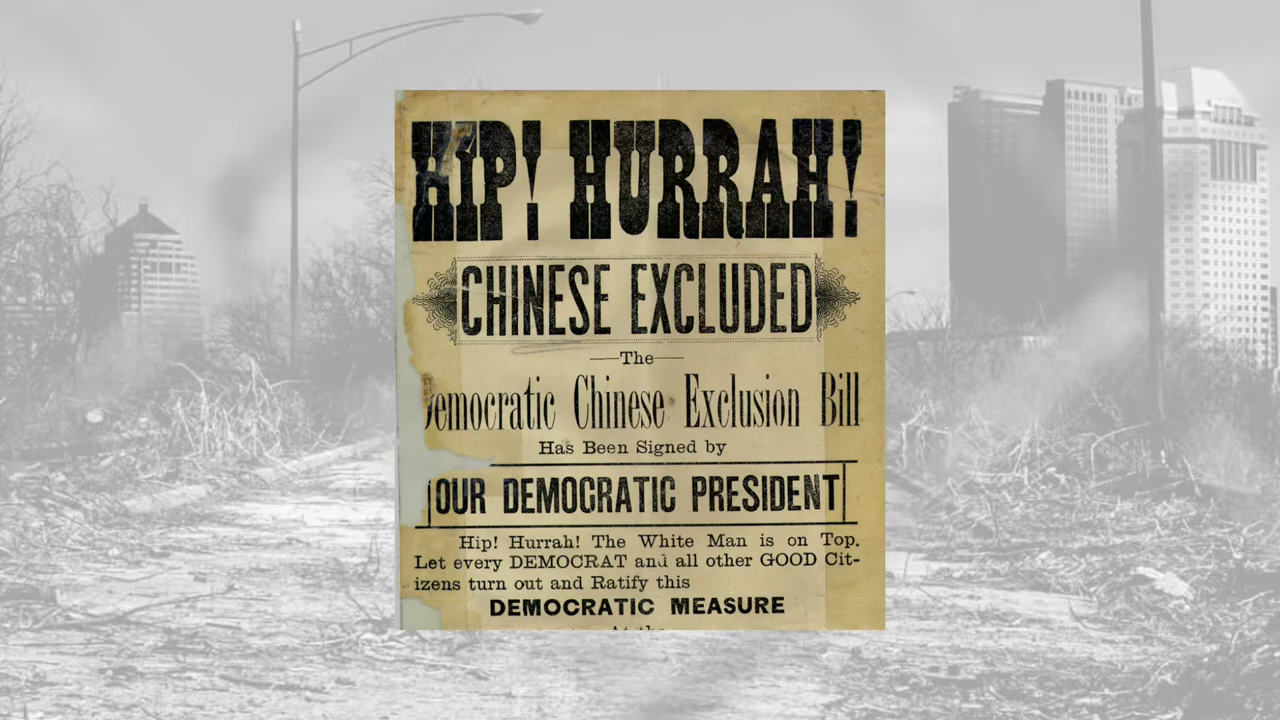 HIP! HURRAH!
CHINESE EXCLUDED
The
Democratic Chinese Exclusion Bill
Has Been Signed by
OUR DEMOCRATIC PRESIDENT
Hip! Hurrah! The White Man is on Top.
Let every DEMOCRAT and all other GOOD Cit-
izens turn out and Ratify this
DEMOCRATIC MEASURE
At the